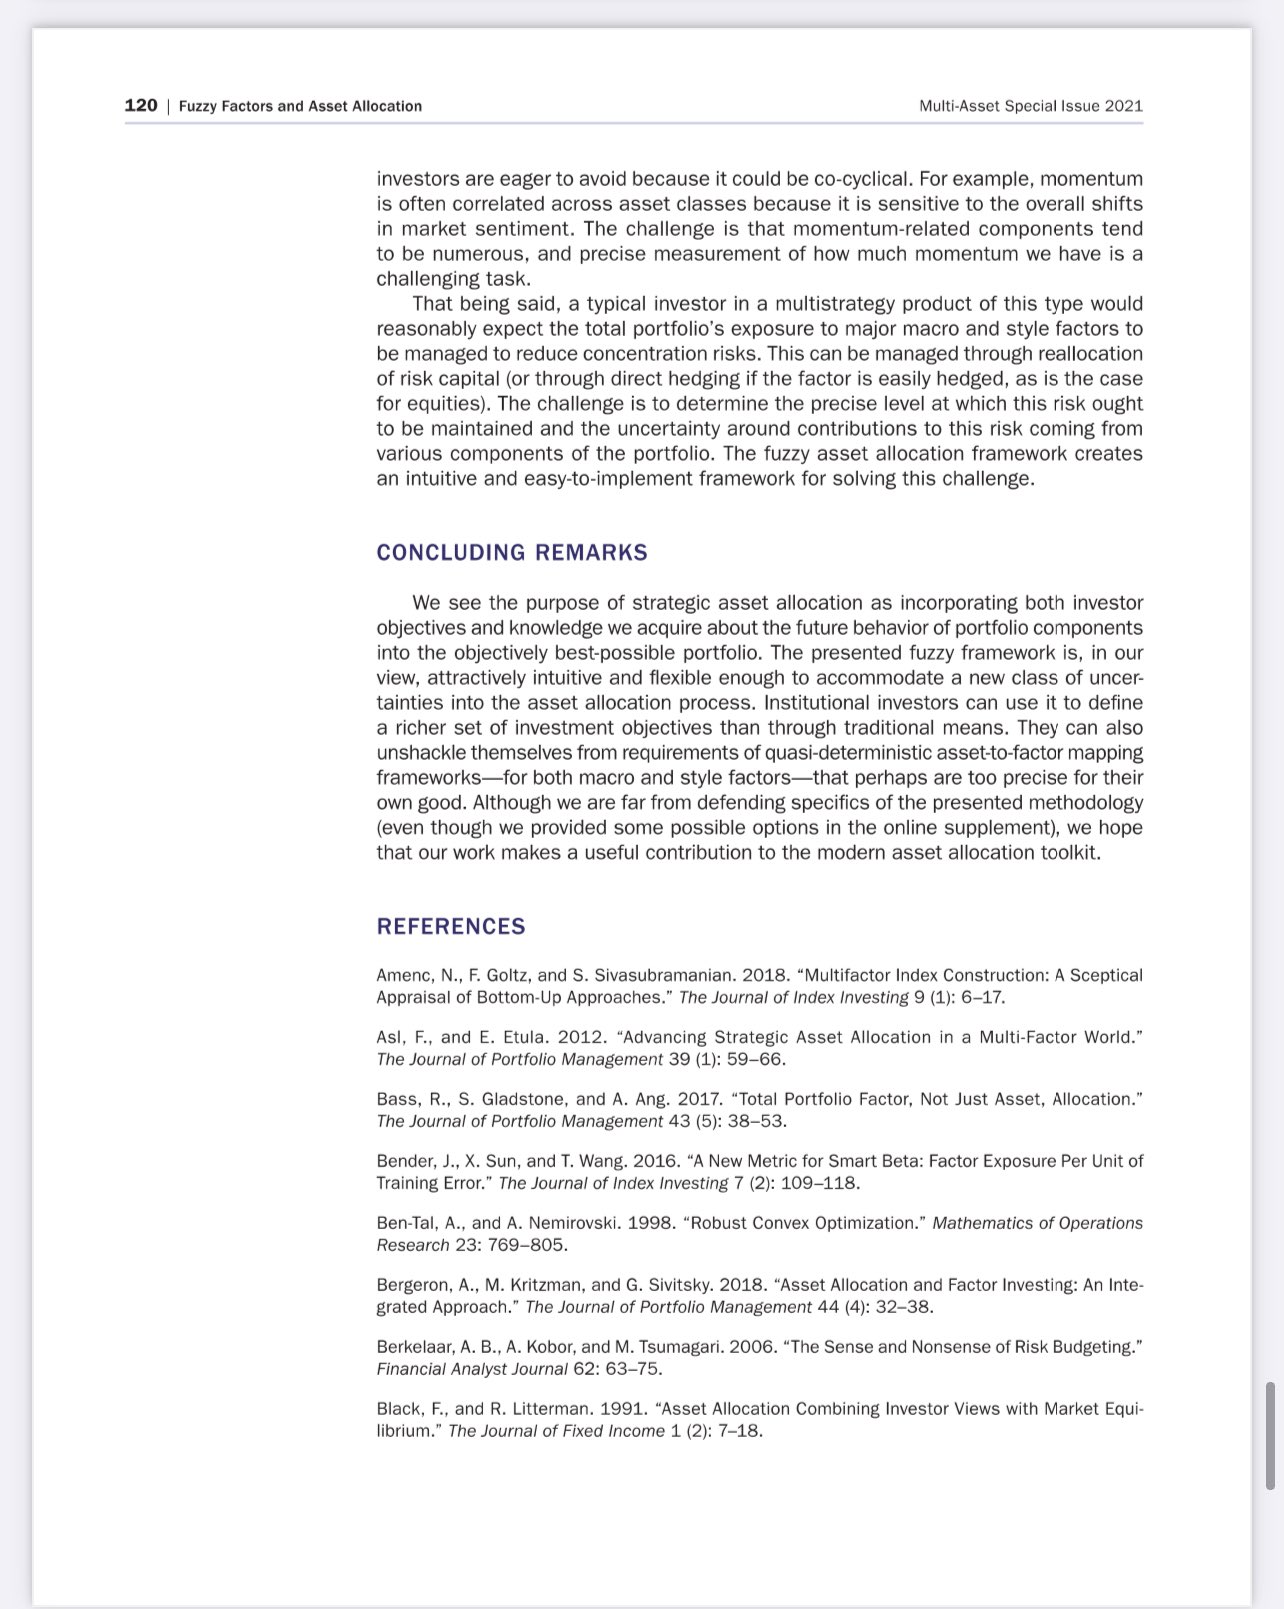 120 | Fuzzy Factors and Asset Allocation
Multi-Asset Special Issue 2021
investors are eager to avoid because it could be co-cyclical. For example, momentum
is often correlated across asset classes because it is sensitive to the overall shifts
in market sentiment. The challenge is that momentum-related components tend
to be numerous, and precise measurement of how much momentum we have is a
challenging task.
That being said, a typical investor in a multistrategy product of this type would
reasonably expect the total portfolio’s exposure to major macro and style factors to
be managed to reduce concentration risks. This can be managed through reallocation
of risk capital (or through direct hedging if the factor is easily hedged, as is the case
for equities). The challenge is to determine the precise level at which this risk ought
to be maintained and the uncertainty around contributions to this risk coming from
various components of the portfolio. The fuzzy asset allocation framework creates
an intuitive and easy-to-implement framework for solving this challenge.
CONCLUDING REMARKS
We see the purpose of strategic asset allocation as incorporating both investor
objectives and knowledge we acquire about the future behavior of portfolio components
into the objectively best-possible portfolio. The presented fuzzy framework is, in our
view, attractively intuitive and flexible enough to accommodate a new class of uncer-
tainties into the asset allocation process. Institutional investors can use it to define
a richer set of investment objectives than through traditional means. They can also
unshackle themselves from requirements of quasi-deterministic asset-to-factor mapping
frameworks—for both macro and style factors—that perhaps are too precise for their
own good. Although we are far from defending specifics of the presented methodology
(even though we provided some possible options in the online supplement), we hope
that our work makes a useful contribution to the modern asset allocation toolkit.
REFERENCES
Amenc, N., F. Goltz, and S. Sivasubramanian. 2018. “Multifactor Index Construction: A Sceptical
Appraisal of Bottom-Up Approaches.” The Journal of Index Investing 9 (1): 6–17.
Asl, F., and E. Etula. 2012. “Advancing Strategic Asset Allocation in a Multi-Factor World.”
The Journal of Portfolio Management 39 (1): 59–66.
Bass, R., S. Gladstone, and A. Ang. 2017. “Total Portfolio Factor, Not Just Asset, Allocation.”
The Journal of Portfolio Management 43 (5): 38–53.
Bender, J., X. Sun, and T. Wang. 2016. “A New Metric for Smart Beta: Factor Exposure Per Unit of
Training Error.” The Journal of Index Investing 7 (2): 109–118.
Ben-Tal, A., and A. Nemirovski. 1998. “Robust Convex Optimization.” Mathematics of Operations
Research 23: 769–805.
Bergeron, A., M. Kritzman, and G. Sivitsky. 2018. “Asset Allocation and Factor Investing: An Inte-
grated Approach.” The Journal of Portfolio Management 44 (4): 32–38.
Berkelaar, A. B., A. Kobor, and M. Tsumagari. 2006. “The Sense and Nonsense of Risk Budgeting.”
Financial Analyst Journal 62: 63–75.
Black, F., and R. Litterman. 1991. “Asset Allocation Combining Investor Views with Market Equi-
librium.” The Journal of Fixed Income 1 (2): 7–18.